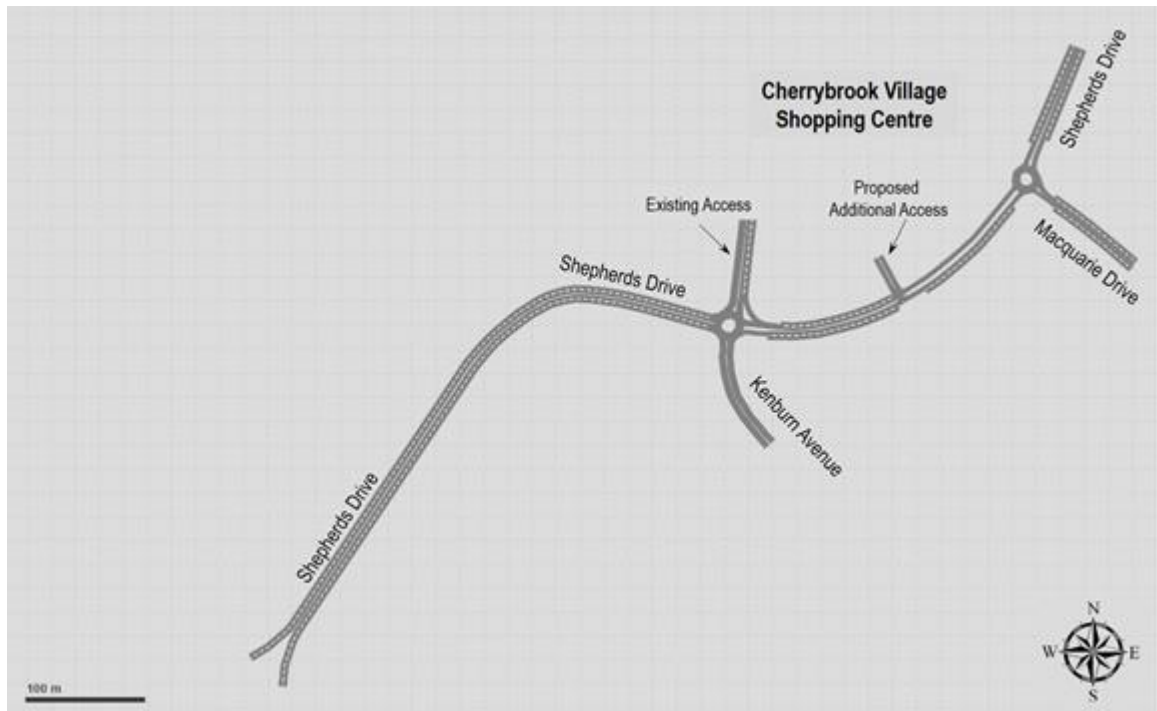 Shepherds Drive
Cherrybrook Village
Shopping Centre
Proposed
Additional Access
Existing Access
Macquarie Drive
Shepherds Drive
Kenburn Avenue
Shepherds Drive
N
W
E
S
100 m